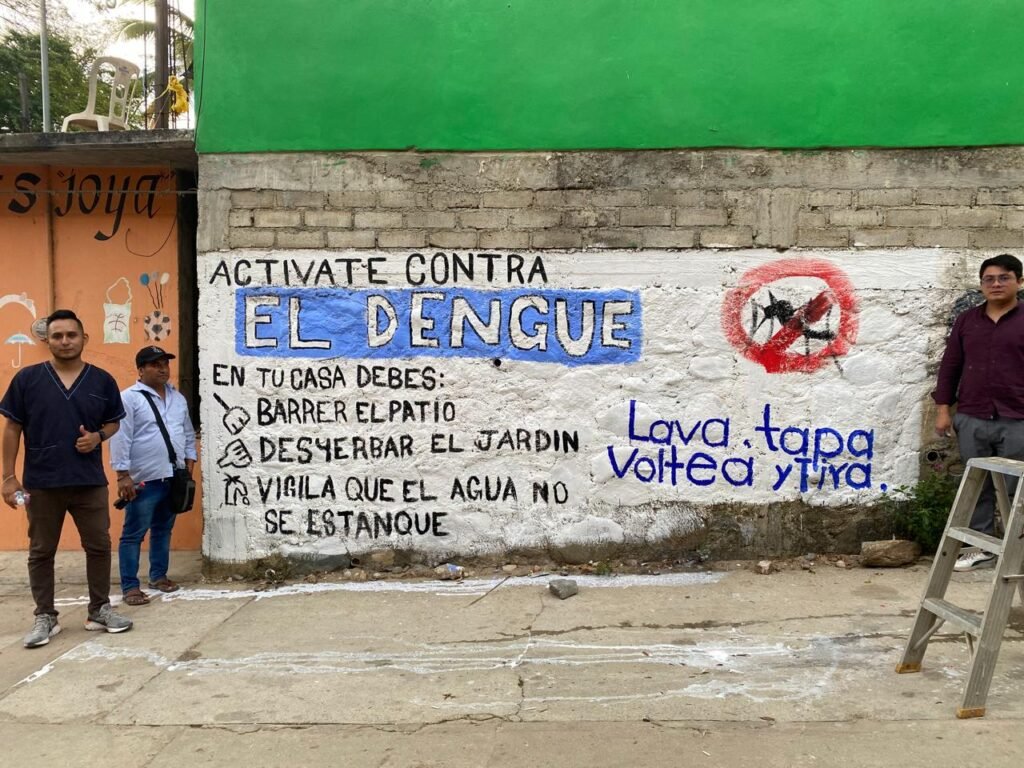 s joya
ACTIVATE CONTRA
EL DENGUE
EN TU CASA DEBES:
BARRER EL PATIO
DESYERBAR EL JARDIN
VIGILA QUE EL AGUA NO
SE ESTANQUE
Lava, tapa
Voltea y Tira.